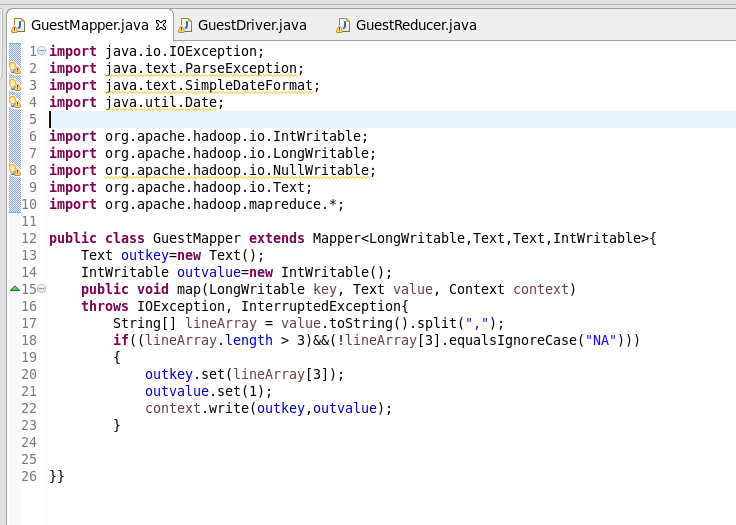 GuestMapper.java GuestDriver.java GuestReducer.java
1 import java.io.IOException;
2 import java.text.ParseException;
3 import java.text.SimpleDateFormat;
4 import java.util.Date;
5
6 import org.apache.hadoop.io.IntWritable;
7 import org.apache.hadoop.io.LongWritable;
8 import org.apache.hadoop.io.NullWritable;
9 import org.apache.hadoop.io.Text;
10 import org.apache.hadoop.mapreduce.*;
11
12 public class GuestMapper extends Mapper<LongWritable,Text,Text,IntWritable>{
13 Text outkey=new Text();
14 IntWritable outvalue=new IntWritable();
15 public void map(LongWritable key, Text value, Context context)
16 throws IOException, InterruptedException{
17 String[] lineArray = value.toString().split(",");
18 if((lineArray.length > 3)&&(!lineArray[3].equalsIgnoreCase("NA")))
19 {
20 outkey.set(lineArray[3]);
21 outvalue.set(1);
22 context.write(outkey,outvalue);
23 }
24
25
26 }}